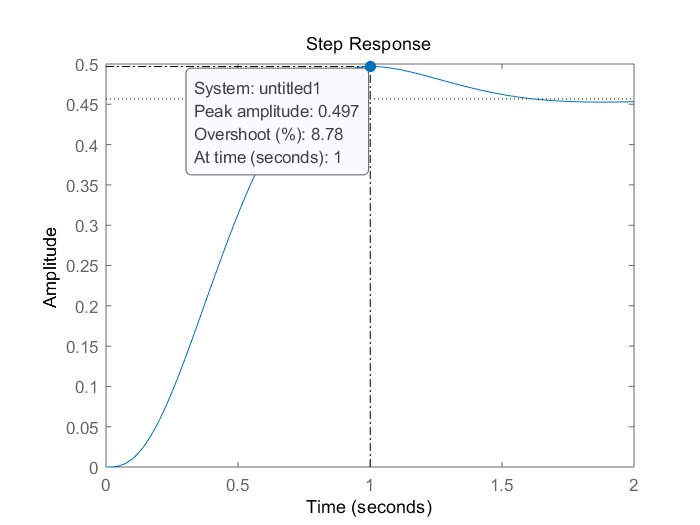 Step Response
0.5
System: untitled1
Peak amplitude: 0.497
Overshoot (%): 8.78
At time (seconds): 1
0.45
0.4
0.35
0.3
0.25
0.2
0.15
0.1
0.05
0
Amplitude
0 0.5 1 1.5 2
Time (seconds)